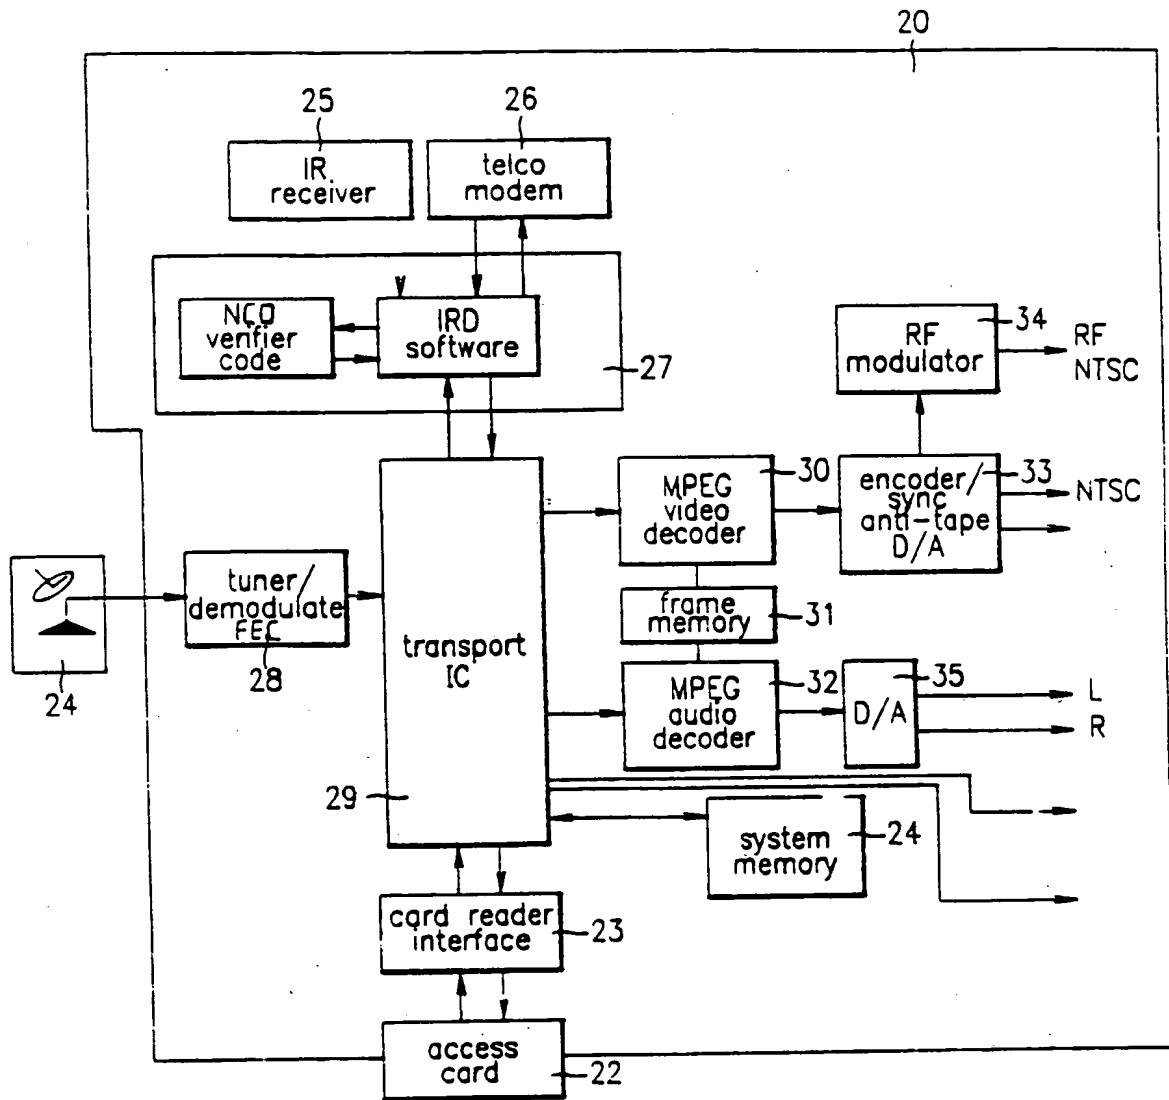 20
25
26
IR
receiver
telco
modem
NCO
verifier
code
IRD
software
27
RF
modulator
34
RF
NTSC
MPEG
video
decoder
30
encoder/
sync
anti-tape
D/A
33
NTSC
tuner/
demodulate
FEC
28
24
transport
IC
29
frame
memory
31
MPEG
audio
decoder
32
D/A
35
L
R
system
memory
24
card reader
interface
23
access
card
22